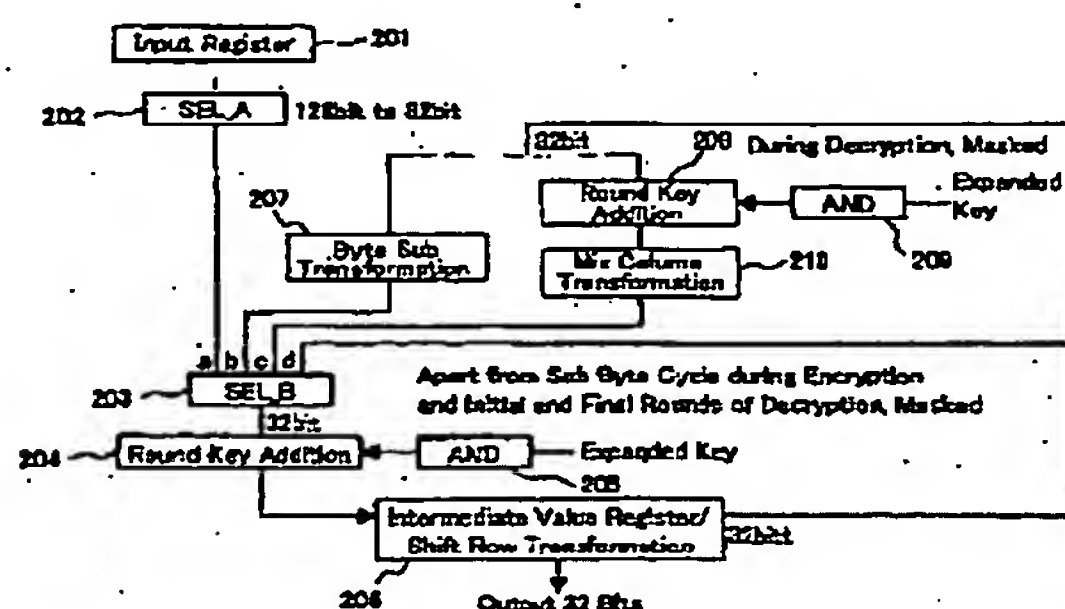 Input Register
201
202
SEL A
128bit to 32bit
32bit
208
During Decryption, Masked
207
Round Key
Addition
AND
Expanded
Key
Byte Sub
Transformation
Mix Column
Transformation
210
209
a b c d
203
SEL B
Apart from Sub Byte Cycle during Encryption
and Initial and Final Rounds of Decryption, Masked
32bit
204
Round Key Addition
AND
Expanded Key
205
Intermediate Value Register/
Shift Row Transformation
32bit
206
Output 32 Bits